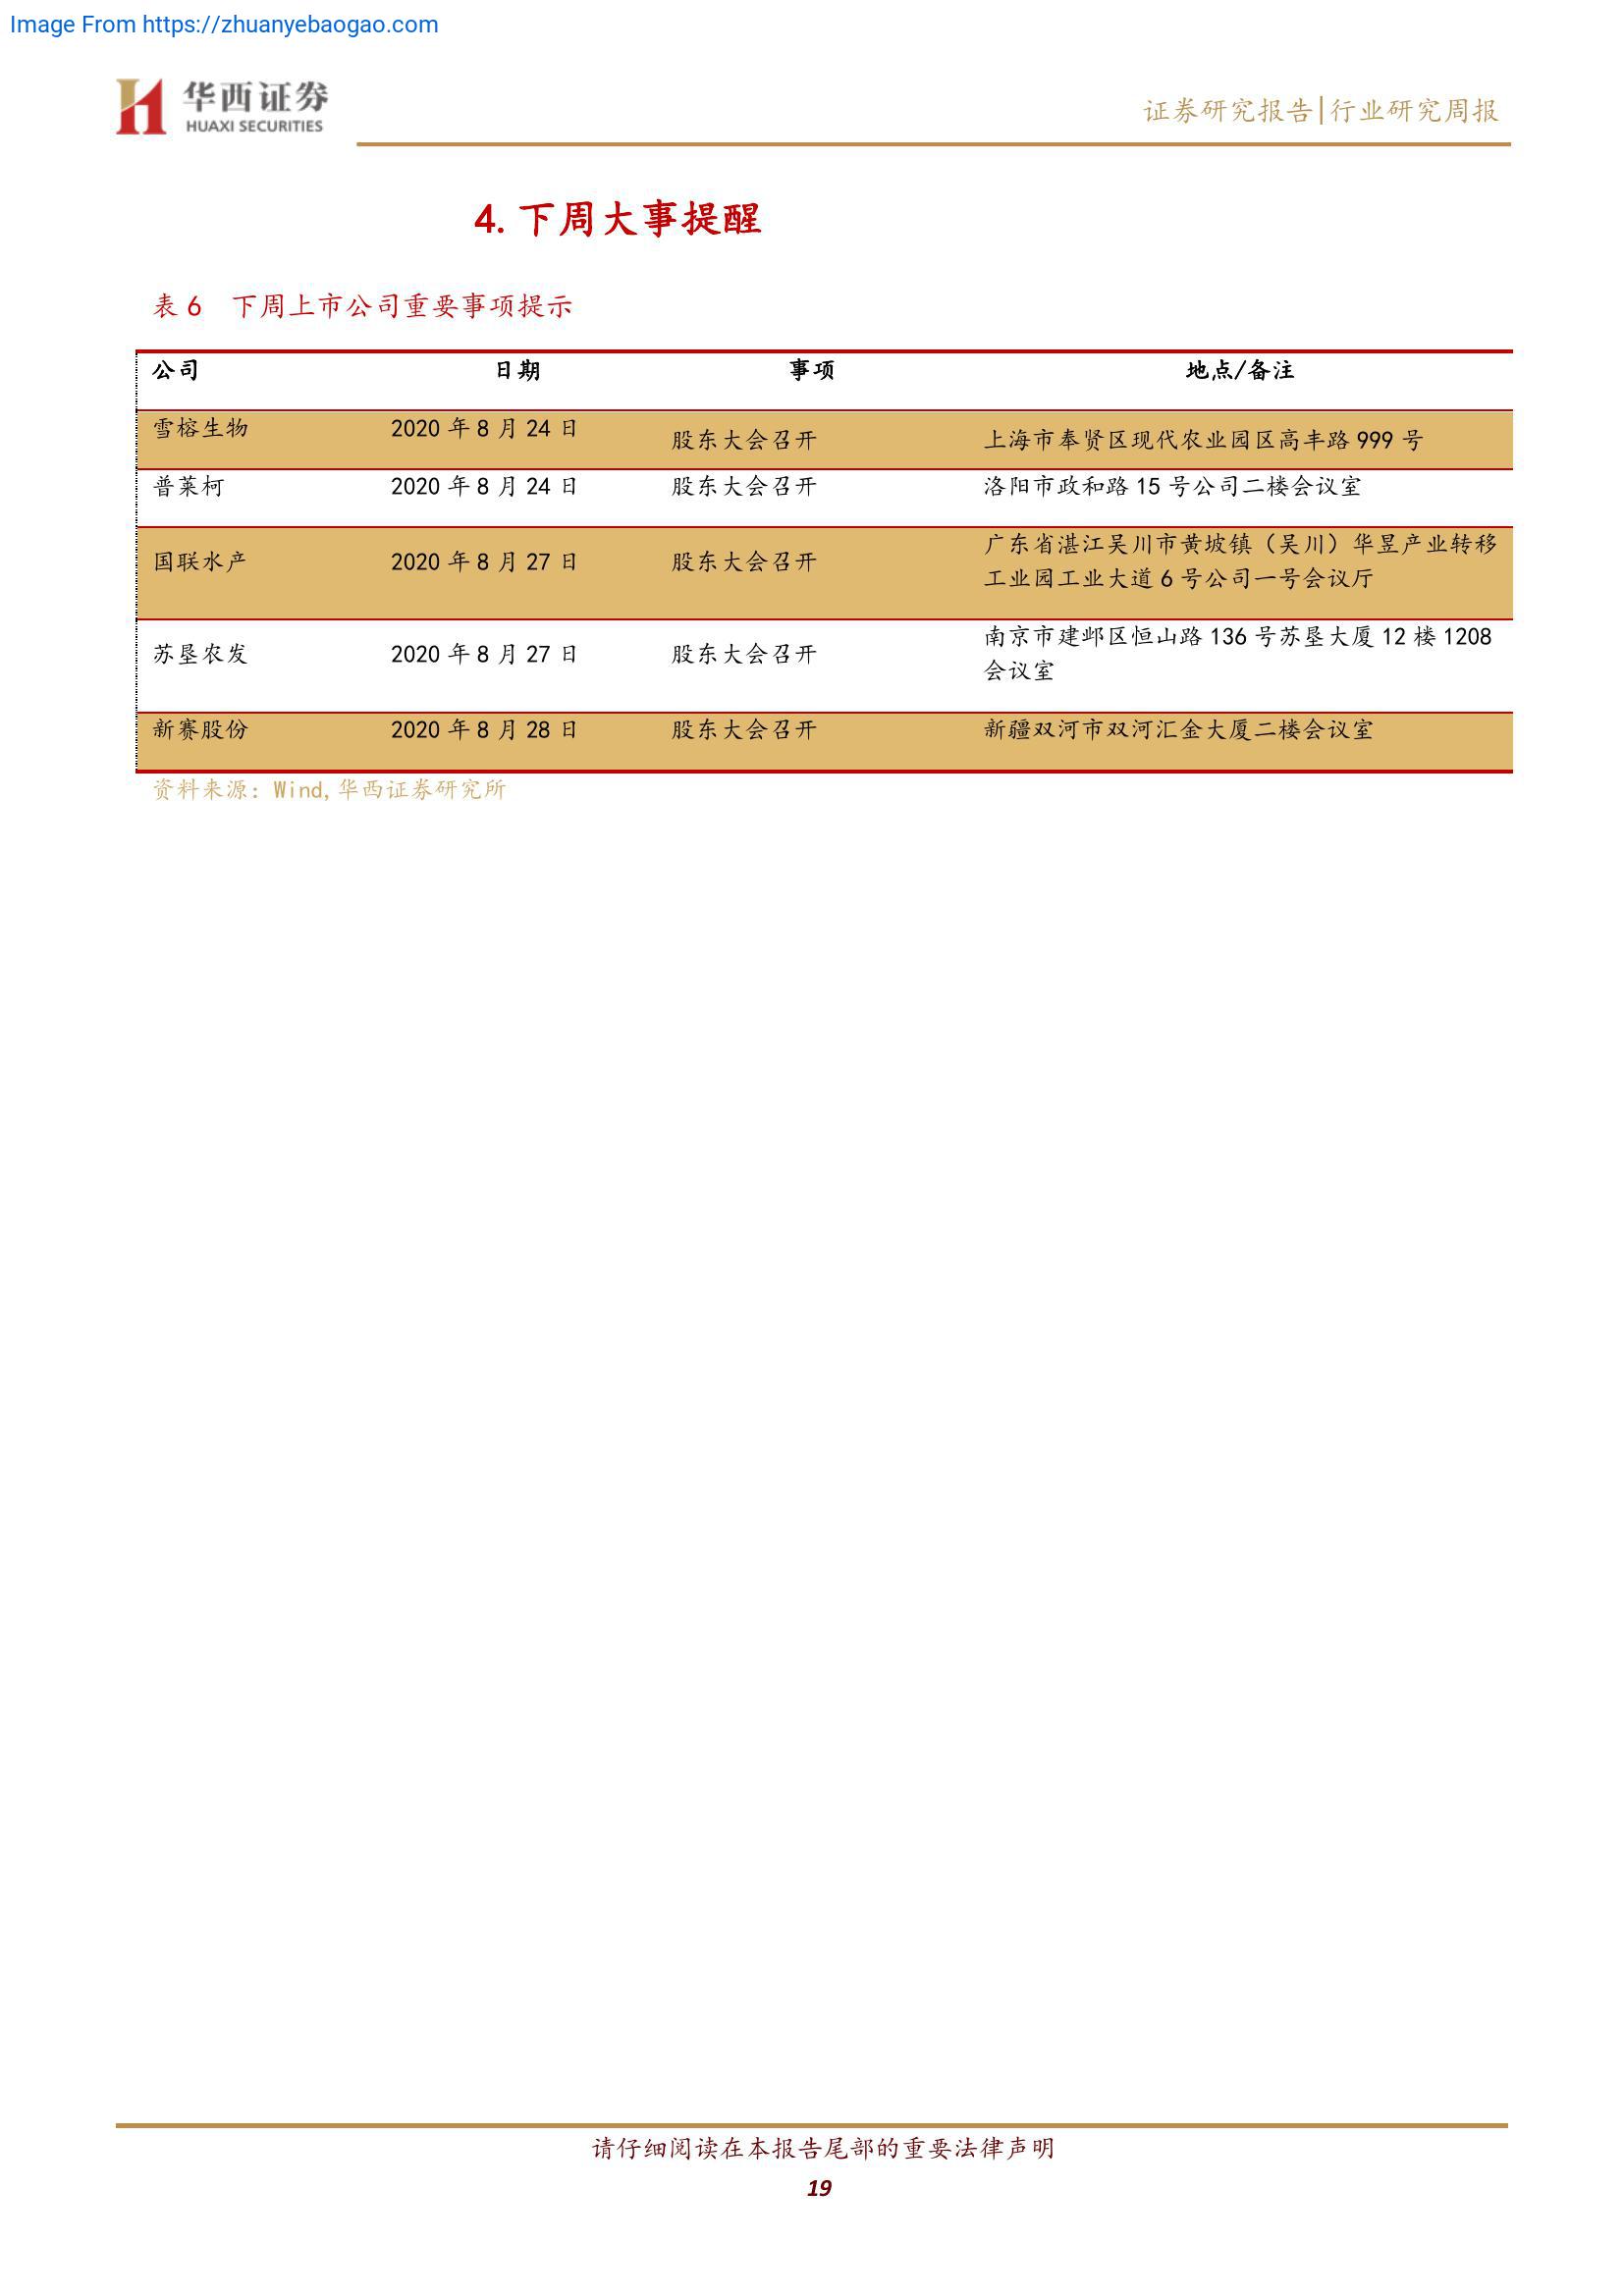 Image From https://zhuanyebaogao.com
华西证券
HUAXI SECURITIES
证券研究报告|行业研究周报
4. 下周大事提醒
表 6 下周上市公司重要事项提示
公司 日期 事项 地点/备注
雪榕生物 2020 年 8 月 24 日 股东大会召开 上海市奉贤区现代农业园区高丰路 999 号
普莱柯 2020 年 8 月 24 日 股东大会召开 洛阳市政和路 15 号公司二楼会议室
国联水产 2020 年 8 月 27 日 股东大会召开 广东省湛江吴川市黄坡镇（吴川）华昱产业转移
工业园工业大道 6 号公司一号会议厅
苏垦农发 2020 年 8 月 27 日 股东大会召开 南京市建邺区恒山路 136 号苏垦大厦 12 楼 1208
会议室
新赛股份 2020 年 8 月 28 日 股东大会召开 新疆双河市双河汇金大厦二楼会议室
资料来源：Wind,华西证券研究所
请仔细阅读在本报告尾部的重要法律声明
19